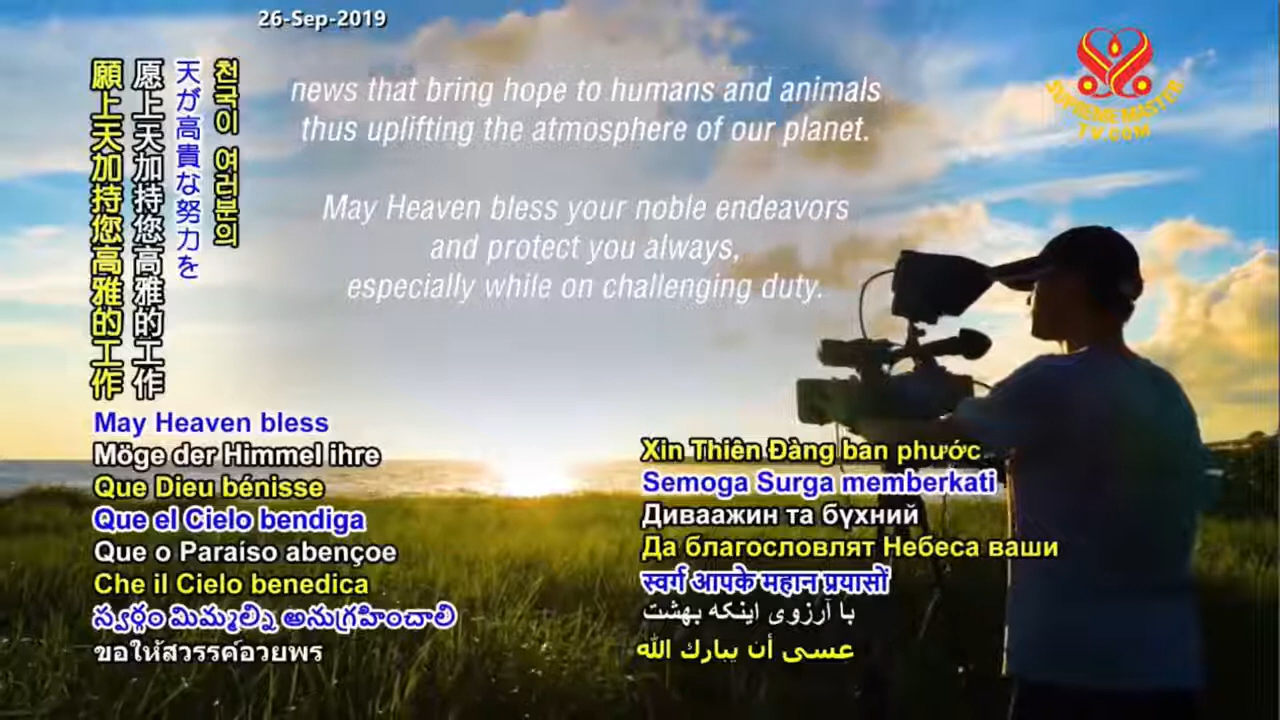 26-Sep-2019
SUPREME MASTER
TV.COM
news that bring hope to humans and animals
thus uplifting the atmosphere of our planet.
May Heaven bless your noble endeavors
and protect you always,
especially while on challenging duty.
천국이 여러분의
天が高貴な努力を
愿上天加持您高雅的工作
願上天加持您高雅的工作
May Heaven bless
Möge der Himmel ihre
Que Dieu bénisse
Que el Cielo bendiga
Que o Paraíso abençoe
Che il Cielo benedica
స్వర్గం మిమ్మల్ని అనుగ్రహించాలి
ขอให้สวรรค์อวยพร
Xin Thiên Đàng ban phước
Semoga Surga memberkati
Диваажин та бүхний
Да благословлят Небеса ваши
स्वर्ग आपके महान प्रयासों
با آرزوی اینکه بهشت
عسى أن يبارك الله